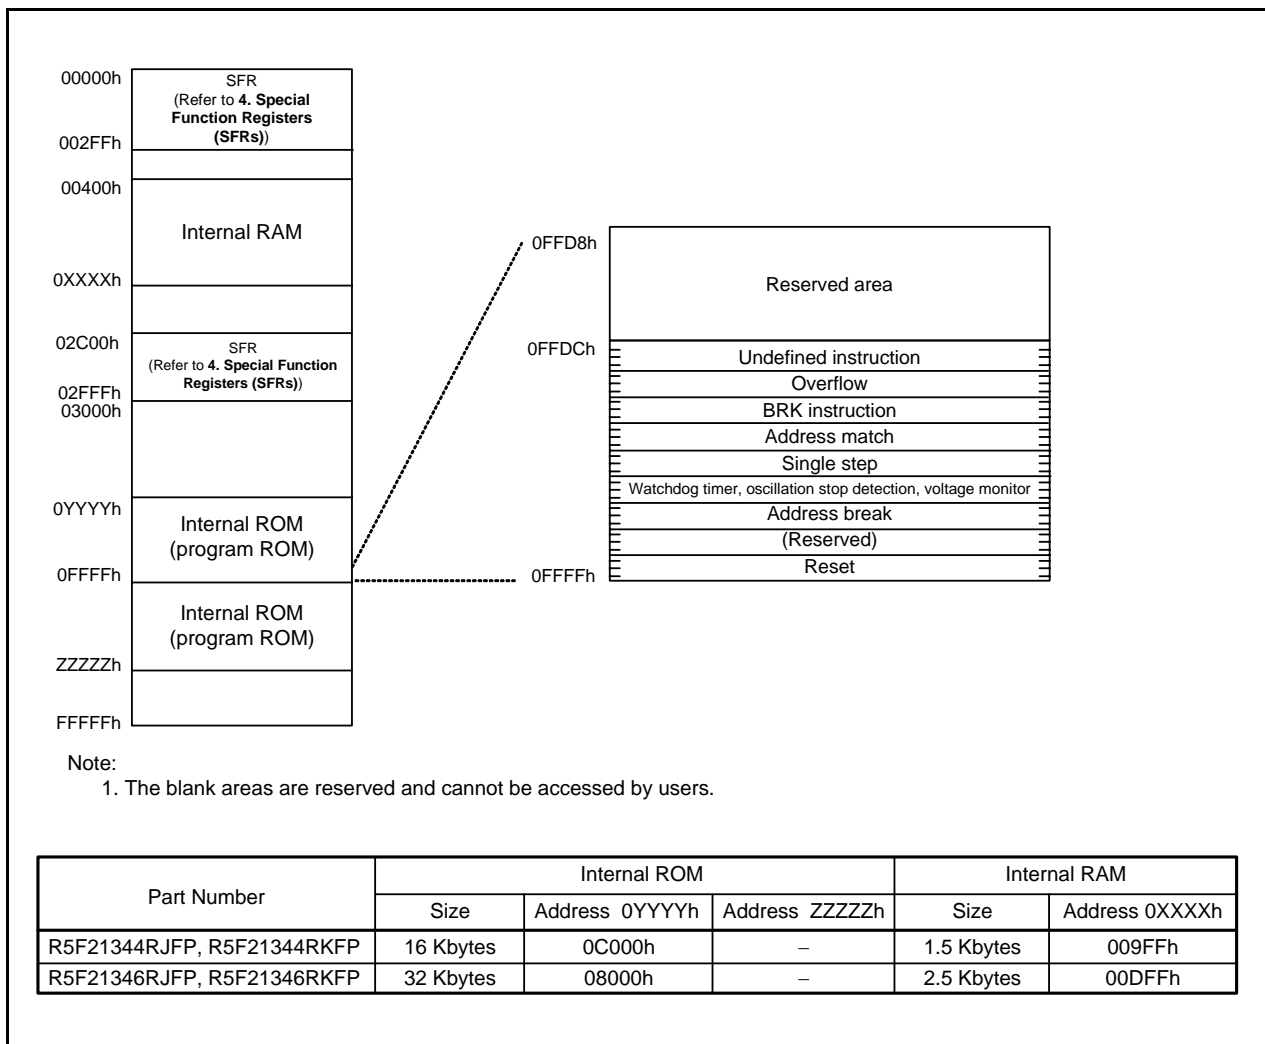 00000h
SFR
(Refer to 4. Special
Function Registers
(SFRs))
002FFh
00400h
Internal RAM
0XXXXh
02C00h
SFR
(Refer to 4. Special Function
Registers (SFRs))
02FFFh
03000h
0YYYYh
Internal ROM
(program ROM)
0FFFFh
Internal ROM
(program ROM)
ZZZZZh
FFFFFh
0FFD8h
Reserved area
0FFDCh
Undefined instruction
Overflow
BRK instruction
Address match
Single step
Watchdog timer, oscillation stop detection, voltage monitor
Address break
(Reserved)
Reset
0FFFFh
Note:
1. The blank areas are reserved and cannot be accessed by users.
Part Number Internal ROM Internal RAM
Size Address 0YYYYh Address ZZZZZh Size Address 0XXXXh
R5F21344RJFP, R5F21344RKFP 16 Kbytes 0C000h – 1.5 Kbytes 009FFh
R5F21346RJFP, R5F21346RKFP 32 Kbytes 08000h – 2.5 Kbytes 00DFFh